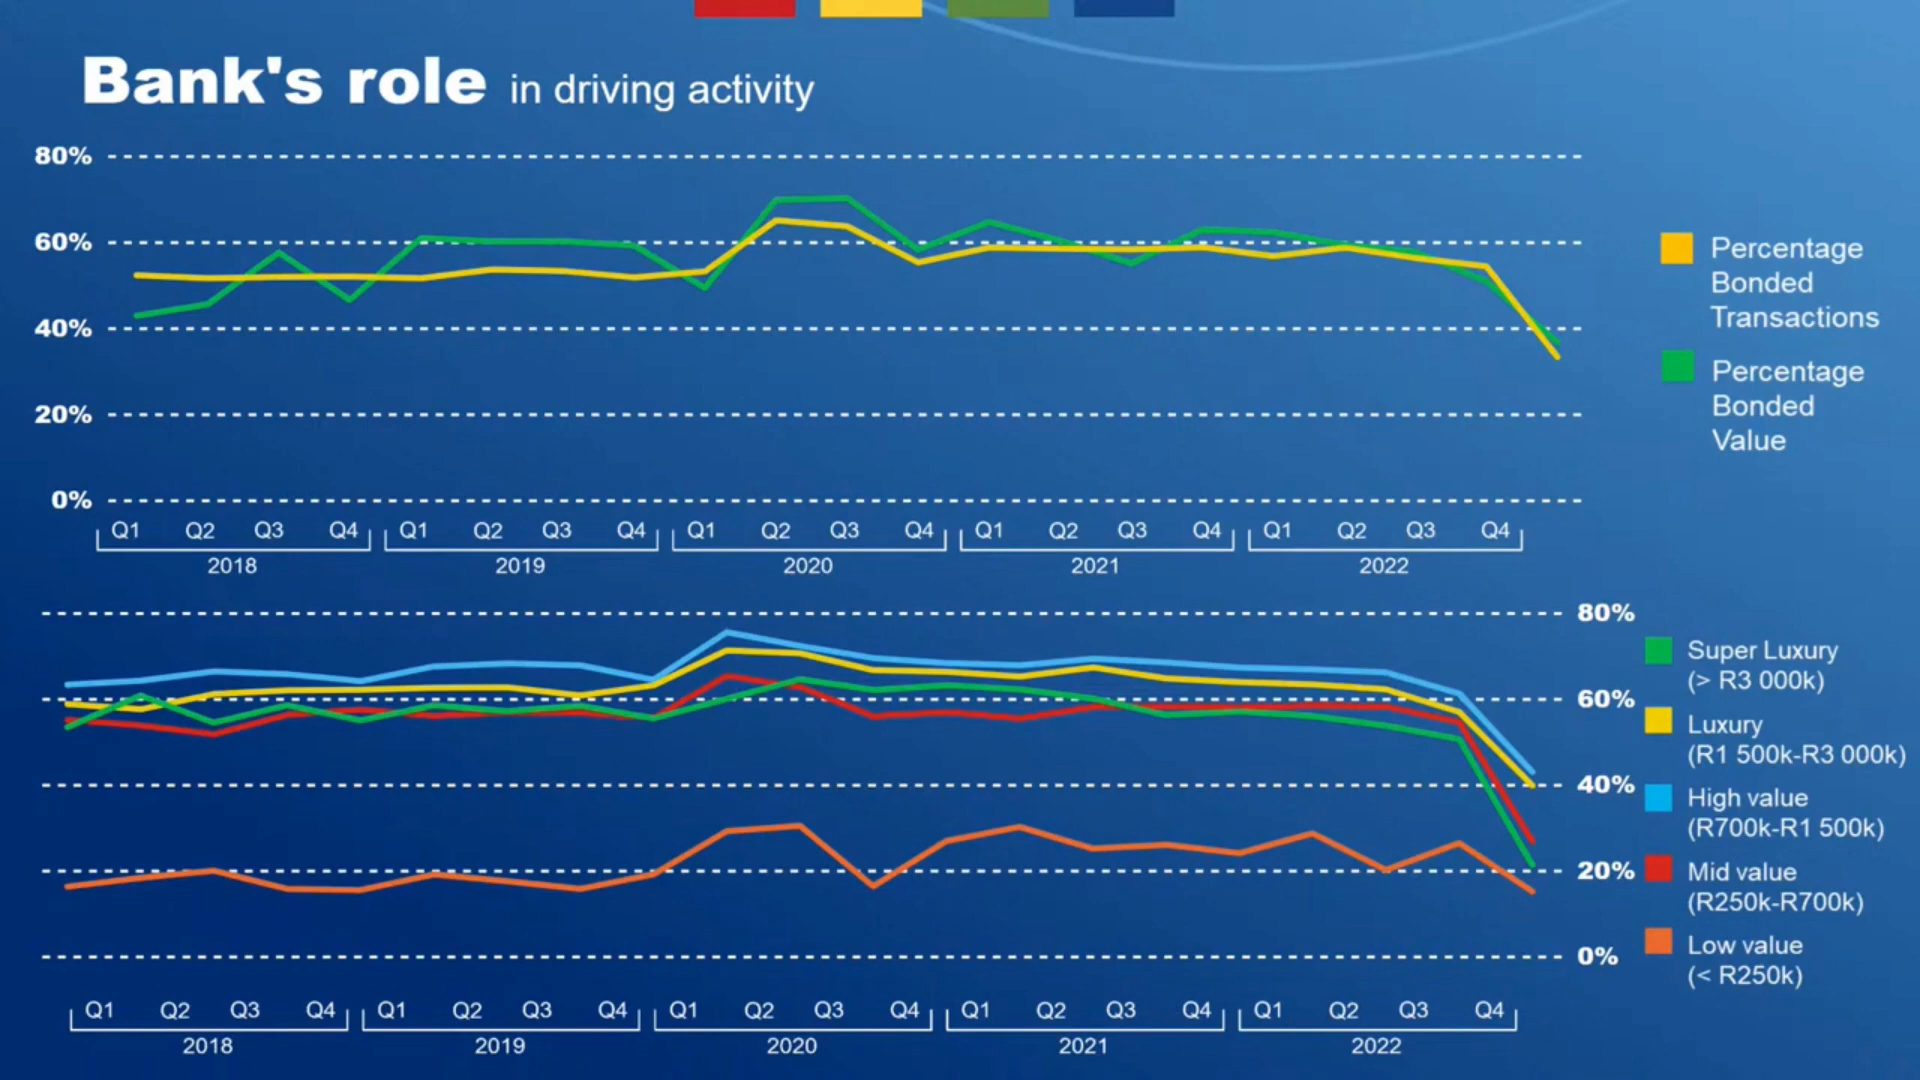 Bank's role in driving activity
80%
60%
40%
20%
0%
Q1 Q2 Q3 Q4 Q1 Q2 Q3 Q4 Q1 Q2 Q3 Q4 Q1 Q2 Q3 Q4 Q1 Q2 Q3 Q4
2018 2019 2020 2021 2022
Percentage
Bonded
Transactions
Percentage
Bonded
Value
80%
60%
40%
20%
0%
Super Luxury
(> R3 000k)
Luxury
(R1 500k-R3 000k)
High value
(R700k-R1 500k)
Mid value
(R250k-R700k)
Low value
(< R250k)
Q1 Q2 Q3 Q4 Q1 Q2 Q3 Q4 Q1 Q2 Q3 Q4 Q1 Q2 Q3 Q4 Q1 Q2 Q3 Q4
2018 2019 2020 2021 2022